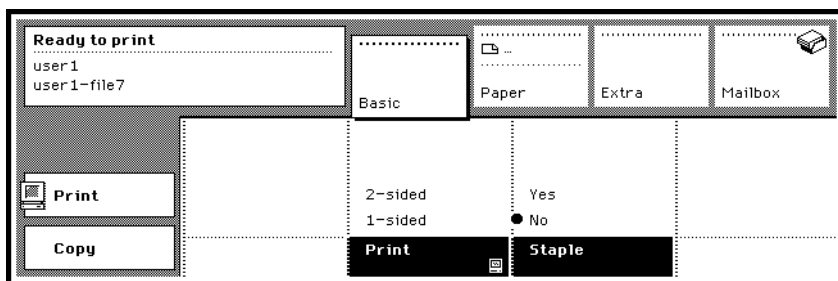 Ready to print
user1
user1-file7
...
Basic
Paper
Extra
Mailbox
Print
Copy
2-sided
1-sided
Print
Yes
No
Staple